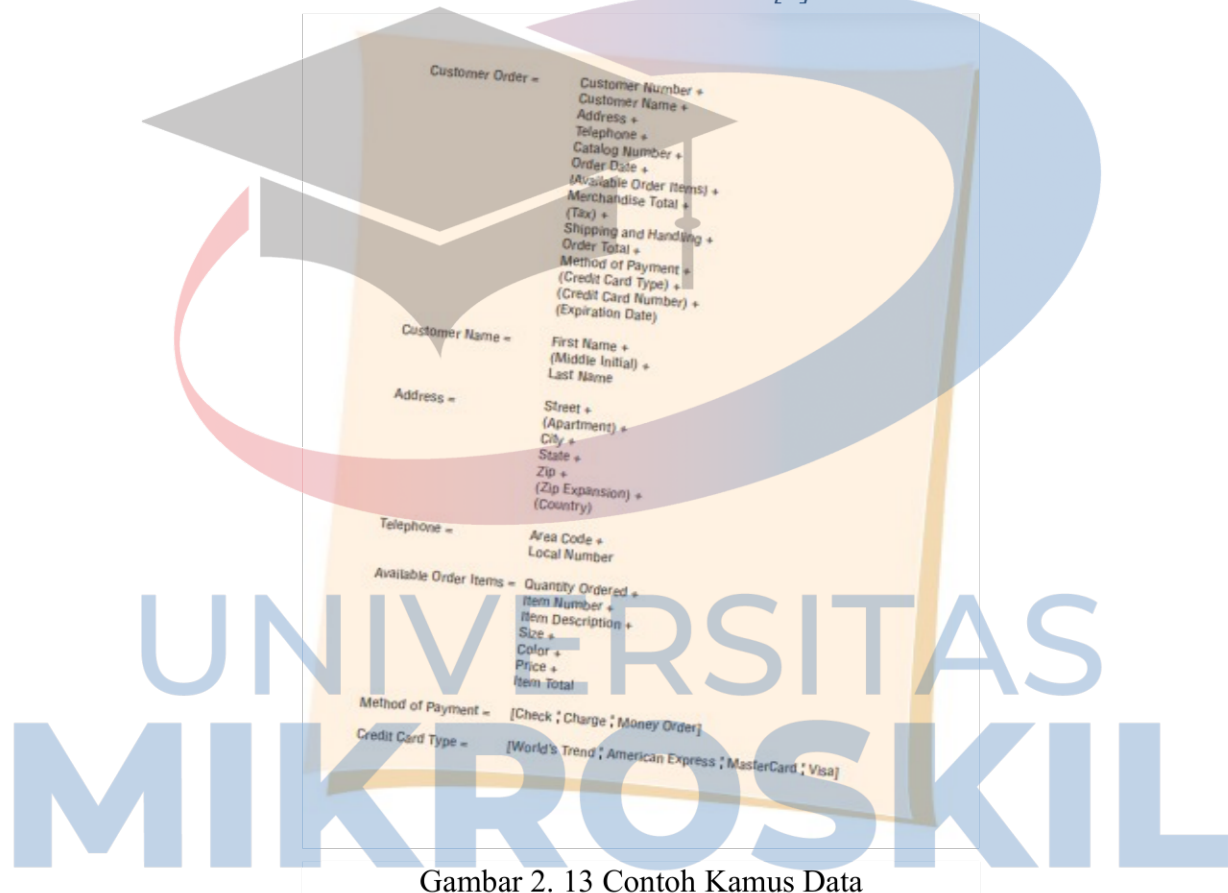 Customer Order = Customer Number +
Customer Name +
Address +
Telephone +
Catalog Number +
Order Date +
(Available Order Items) +
Merchandise Total +
(Tax) +
Shipping and Handling +
Order Total +
Method of Payment +
(Credit Card Type) +
(Credit Card Number) +
(Expiration Date)
Customer Name = First Name +
(Middle Initial) +
Last Name
Address = Street +
(Apartment) +
City +
State +
Zip +
(Zip Expansion) +
(Country)
Telephone = Area Code +
Local Number
Available Order Items = Quantity Ordered +
Item Number +
Item Description +
Size +
Color +
Price +
Item Total
Method of Payment = [Check ¦ Charge ¦ Money Order]
Credit Card Type = [World's Trend ¦ American Express ¦ MasterCard ¦ Visa]
UNIVERSITAS
MIKROSKIL
Gambar 2. 13 Contoh Kamus Data